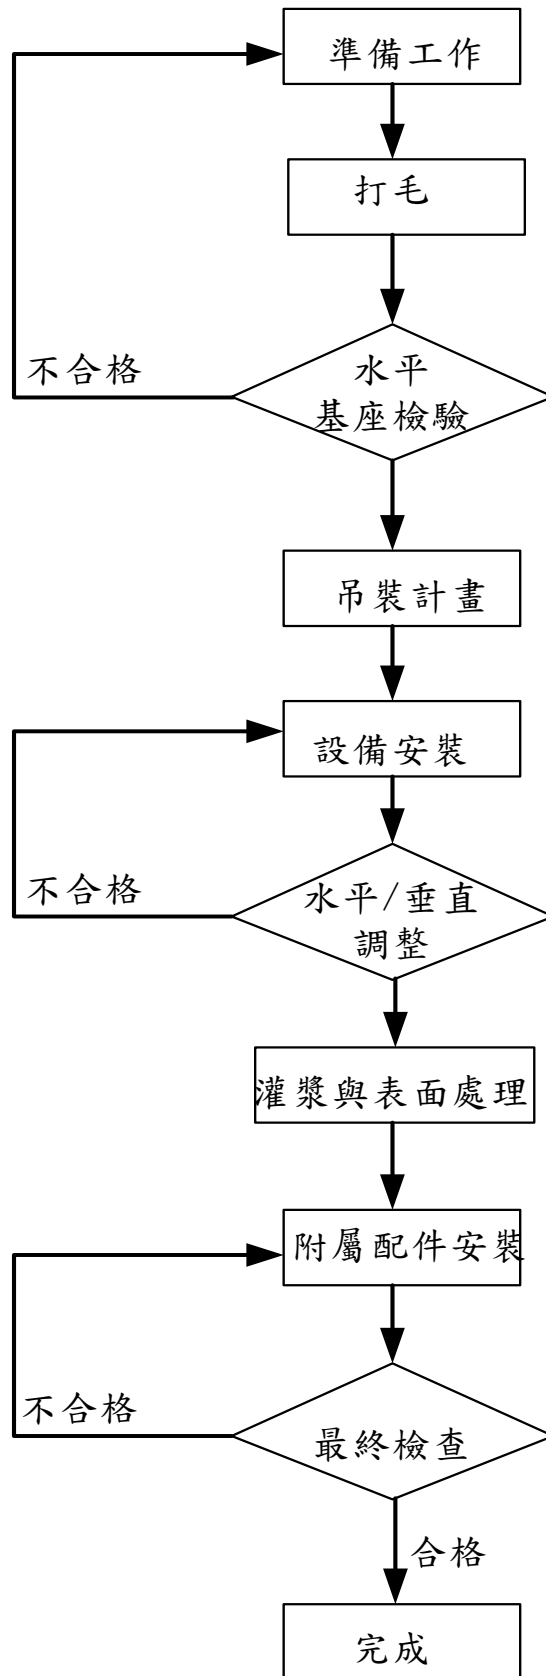 準備工作
打毛
不合格
水平
基座檢驗
吊裝計畫
設備安裝
不合格
水平/垂直
調整
灌漿與表面處理
附屬配件安裝
不合格
最終檢查
合格
完成